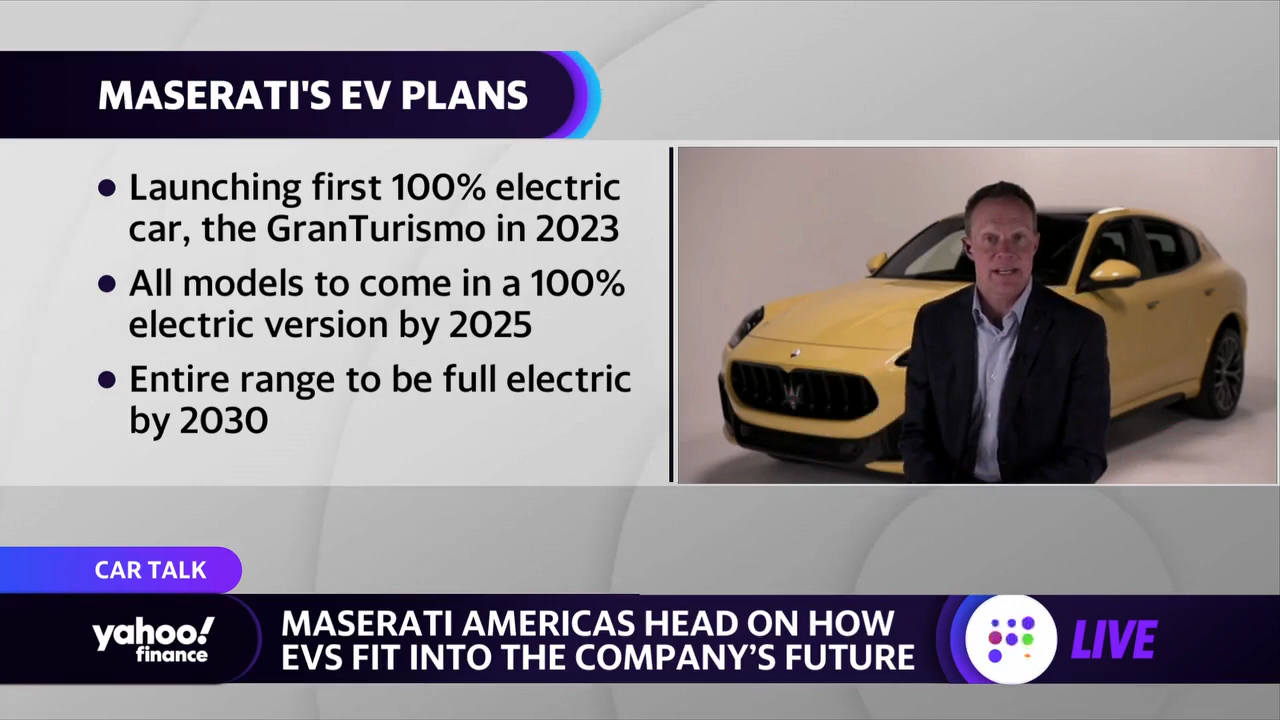 MASERATI'S EV PLANS
• Launching first 100% electric
car, the GranTurismo in 2023
• All models to come in a 100%
electric version by 2025
• Entire range to be full electric
by 2030
CAR TALK
yahoo!
finance
MASERATI AMERICAS HEAD ON HOW
EVS FIT INTO THE COMPANY'S FUTURE
LIVE